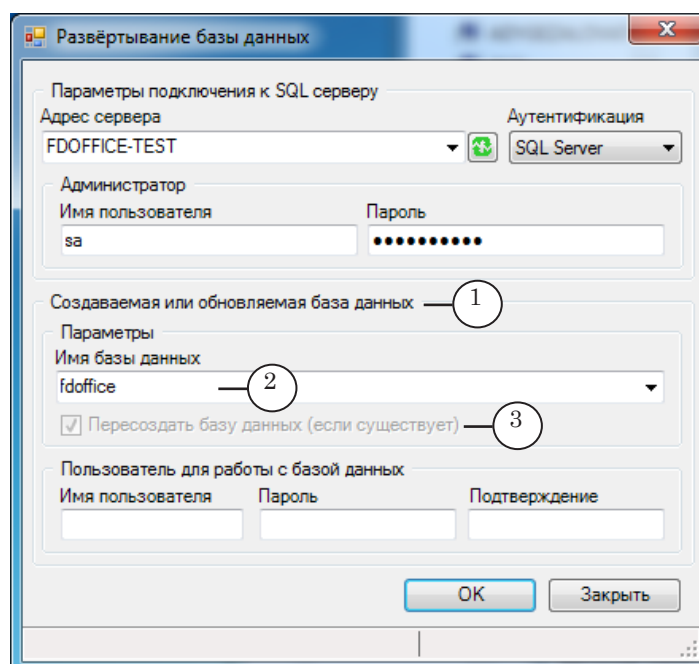 Развёртывание базы данных
Параметры подключения к SQL серверу
Адрес сервера Аутентификация
FDOFFICE-TEST SQL Server
Администратор
Имя пользователя Пароль
sa ●●●●●●●●●●
Создаваемая или обновляемая база данных 1
Параметры
Имя базы данных
fdoffice 2
Пересоздать базу данных (если существует) 3
Пользователь для работы с базой данных
Имя пользователя Пароль Подтверждение
OK Закрыть